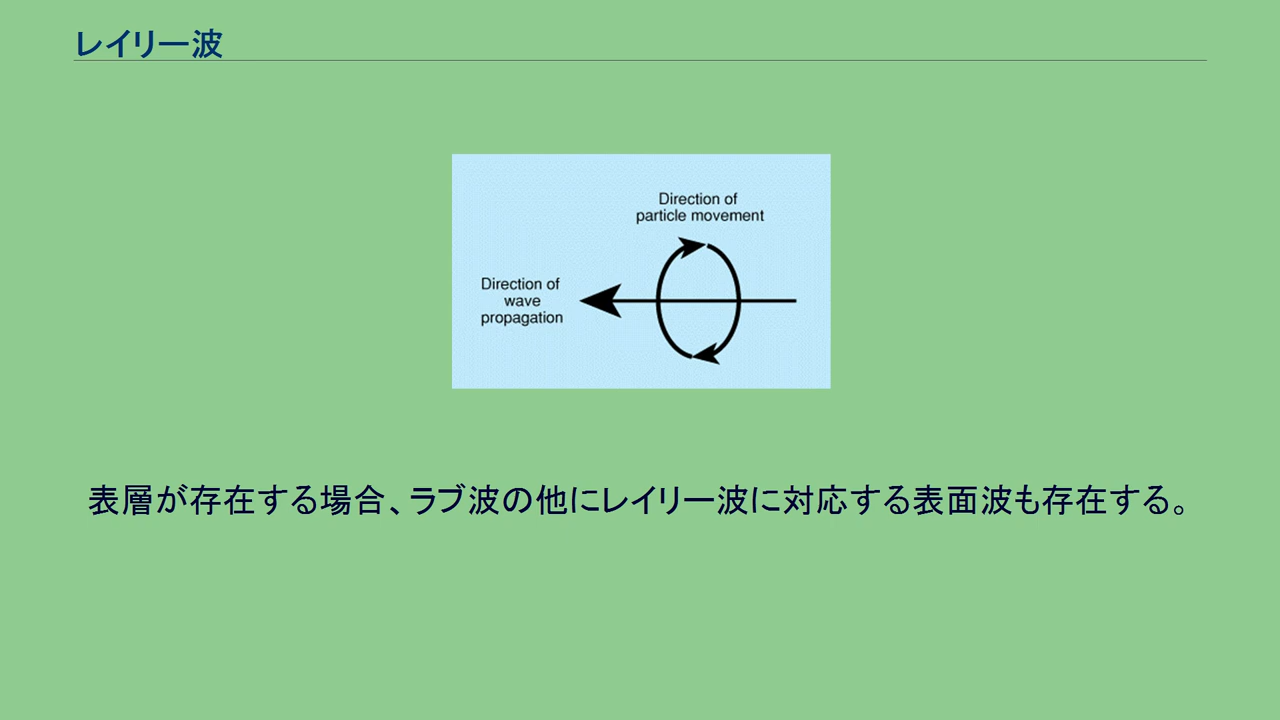 レイリー波
Direction of
particle movement
Direction of
wave
propagation
表層が存在する場合、ラブ波の他にレイリー波に対応する表面波も存在する。